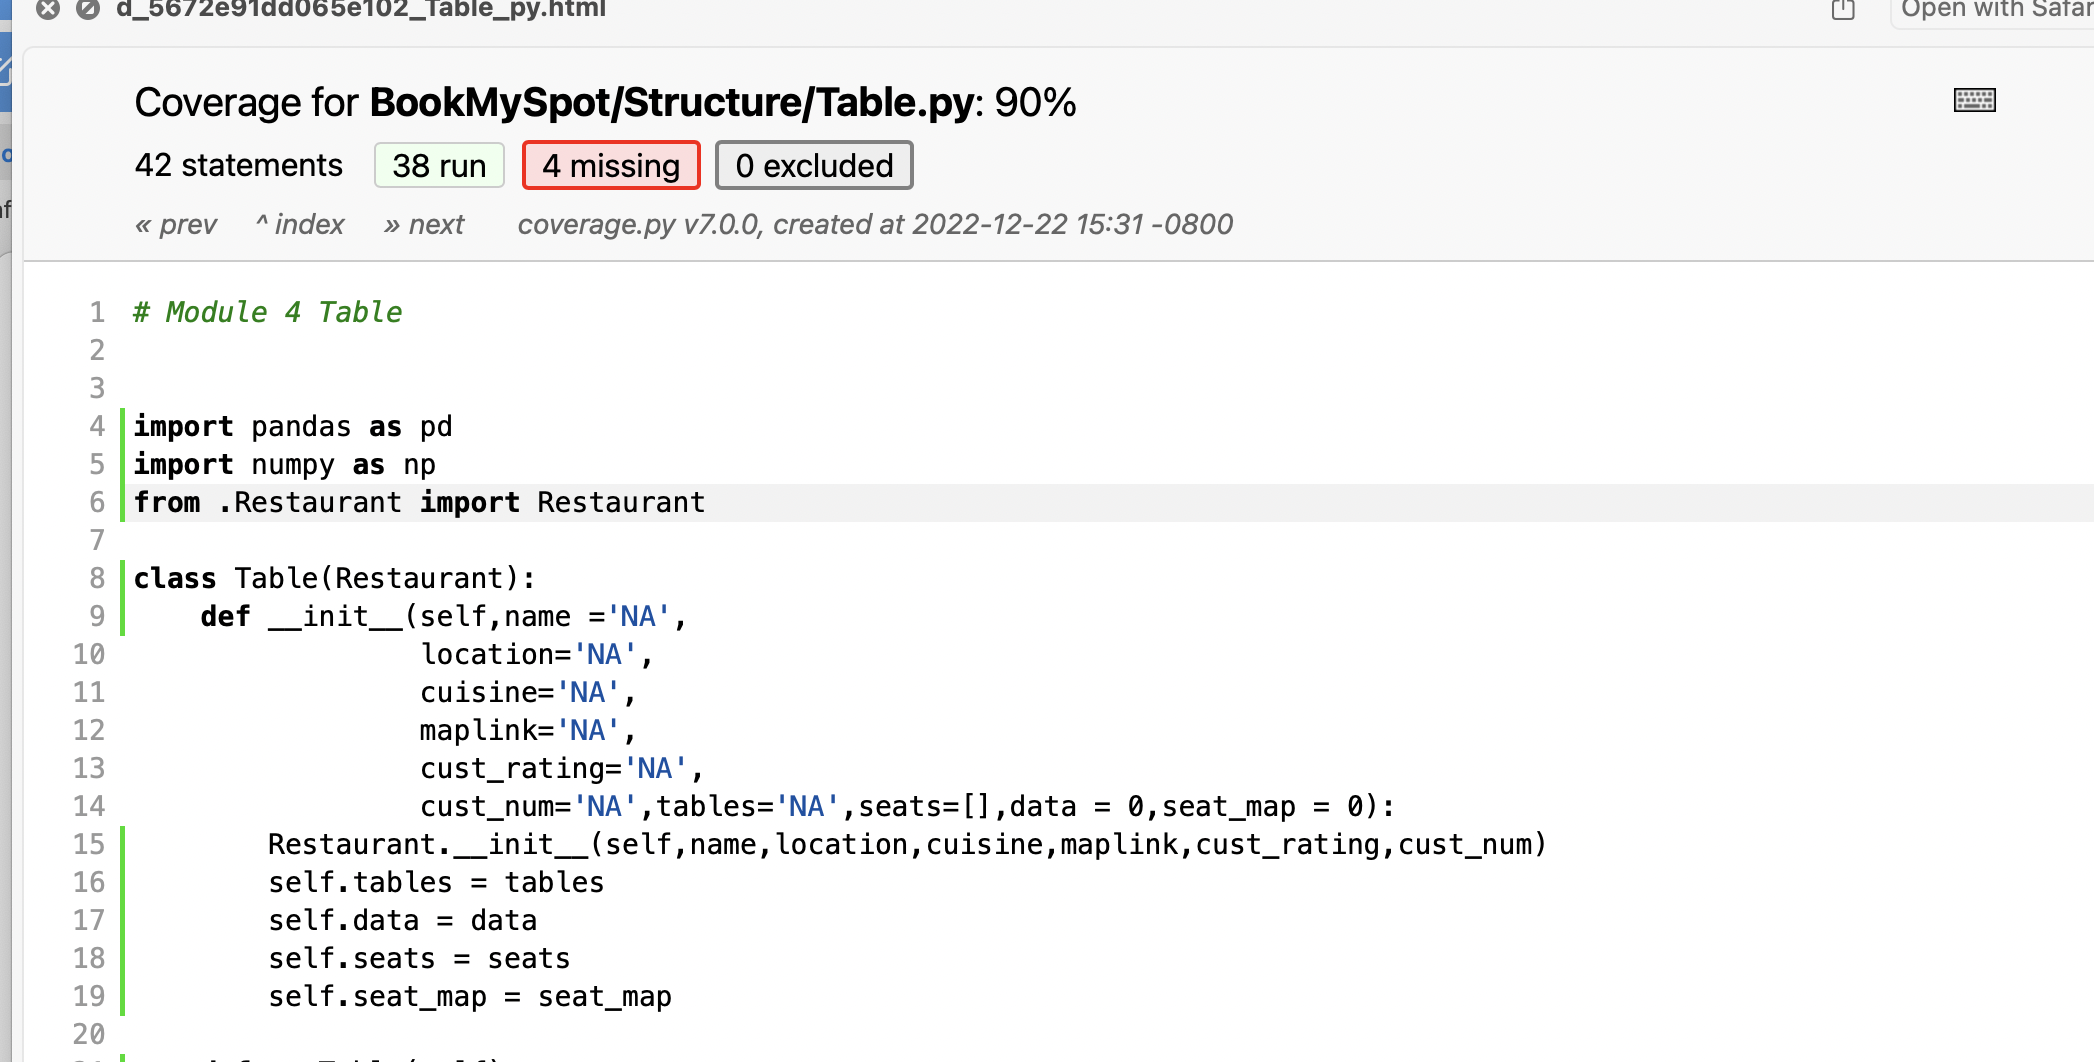 d_5672e91dd065e102_Table_py.html
Open with Safar
Coverage for BookMySpot/Structure/Table.py: 90%
42 statements 38 run 4 missing 0 excluded
« prev ^ index » next coverage.py v7.0.0, created at 2022-12-22 15:31 -0800
1 # Module 4 Table
2
3
4 import pandas as pd
5 import numpy as np
6 from .Restaurant import Restaurant
7
8 class Table(Restaurant):
9 def __init__(self,name ='NA',
10 location='NA',
11 cuisine='NA',
12 maplink='NA',
13 cust_rating='NA',
14 cust_num='NA',tables='NA',seats=[],data = 0,seat_map = 0):
15 Restaurant.__init__(self,name,location,cuisine,maplink,cust_rating,cust_num)
16 self.tables = tables
17 self.data = data
18 self.seats = seats
19 self.seat_map = seat_map
20